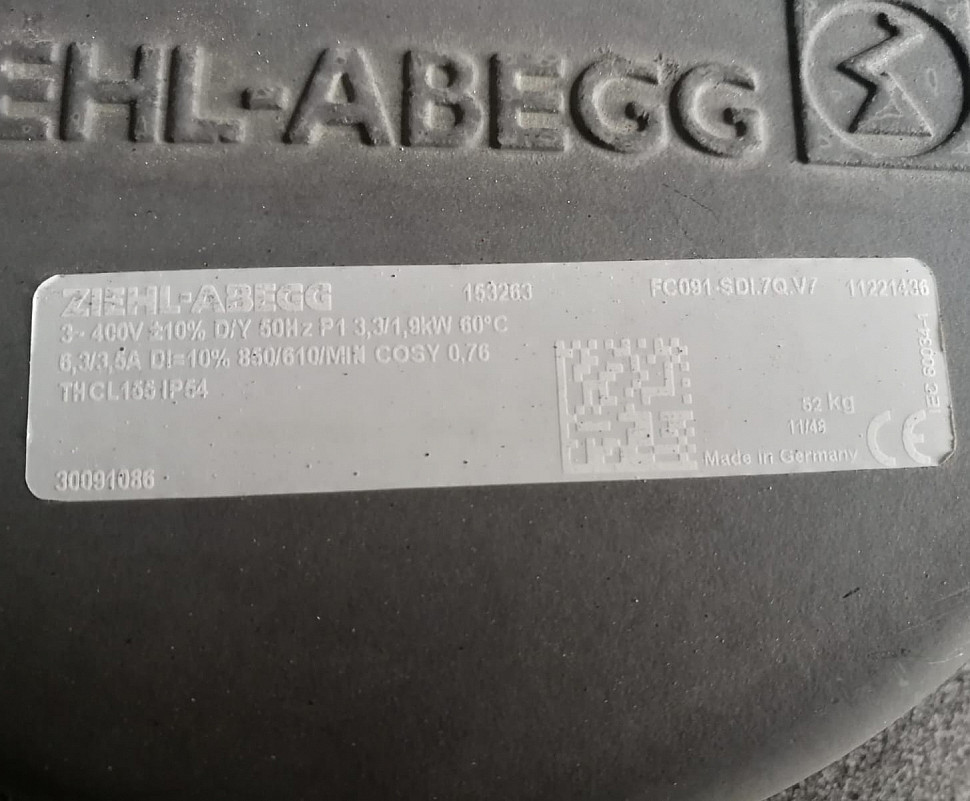 EHL-ABEGG
ZIEHL-ABEGG 153263 FC091-SDI.7Q.V7 11221436
3~ 400V ±10% D/Y 50Hz P1 3,3/1,9kW 60°C
6,3/3,5A DI=10% 850/610/MIN COSY 0,76
THCL155 IP54
52 kg
11/48
Made in Germany CE
IEC 60034-1
30091086